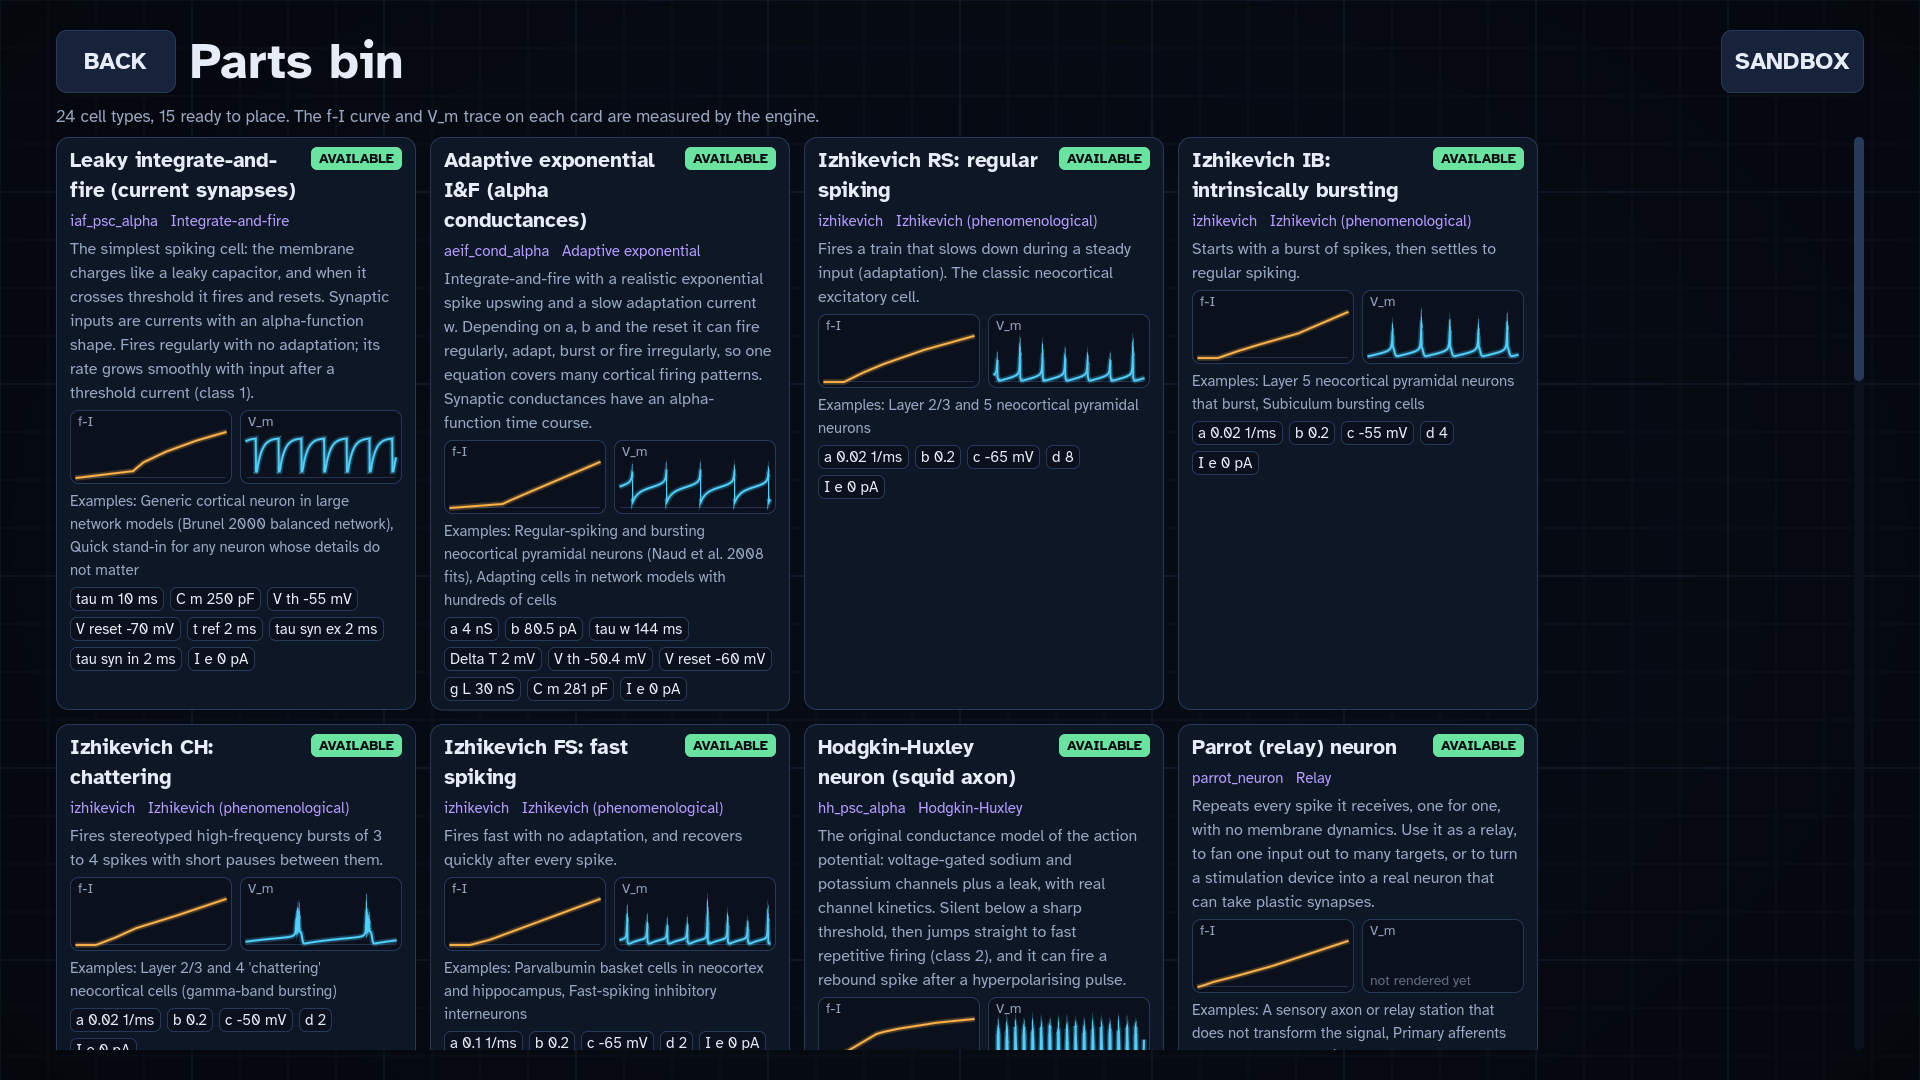 BACK
Parts bin
SANDBOX
24 cell types, 15 ready to place. The f-I curve and V_m trace on each card are measured by the engine.
Leaky integrate-and-
fire (current synapses)
AVAILABLE
iaf_psc_alpha Integrate-and-fire
The simplest spiking cell: the membrane
charges like a leaky capacitor, and when it
crosses threshold it fires and resets. Synaptic
inputs are currents with an alpha-function
shape. Fires regularly with no adaptation; its
rate grows smoothly with input after a
threshold current (class 1).
f-I
V_m
Examples: Generic cortical neuron in large
network models (Brunel 2000 balanced network),
Quick stand-in for any neuron whose details do
not matter
tau m 10 ms C m 250 pF V th -55 mV
V reset -70 mV t ref 2 ms tau syn ex 2 ms
tau syn in 2 ms I e 0 pA
Adaptive exponential
I&F (alpha
conductances)
AVAILABLE
aeif_cond_alpha Adaptive exponential
Integrate-and-fire with a realistic exponential
spike upswing and a slow adaptation current
w. Depending on a, b and the reset it can fire
regularly, adapt, burst or fire irregularly, so one
equation covers many cortical firing patterns.
Synaptic conductances have an alpha-
function time course.
f-I
V_m
Examples: Regular-spiking and bursting
neocortical pyramidal neurons (Naud et al. 2008
fits), Adapting cells in network models with
hundreds of cells
a 4 nS b 80.5 pA tau w 144 ms
Delta T 2 mV V th -50.4 mV V reset -60 mV
g L 30 nS C m 281 pF I e 0 pA
Izhikevich RS: regular
spiking
AVAILABLE
izhikevich Izhikevich (phenomenological)
Fires a train that slows down during a steady
input (adaptation). The classic neocortical
excitatory cell.
f-I
V_m
Examples: Layer 2/3 and 5 neocortical pyramidal
neurons
a 0.02 1/ms b 0.2 c -65 mV d 8
I e 0 pA
Izhikevich IB:
intrinsically bursting
AVAILABLE
izhikevich Izhikevich (phenomenological)
Starts with a burst of spikes, then settles to
regular spiking.
f-I
V_m
Examples: Layer 5 neocortical pyramidal neurons
that burst, Subiculum bursting cells
a 0.02 1/ms b 0.2 c -55 mV d 4
I e 0 pA
Izhikevich CH:
chattering
AVAILABLE
izhikevich Izhikevich (phenomenological)
Fires stereotyped high-frequency bursts of 3
to 4 spikes with short pauses between them.
f-I
V_m
Examples: Layer 2/3 and 4 'chattering'
neocortical cells (gamma-band bursting)
a 0.02 1/ms b 0.2 c -50 mV d 2
I e 0 pA
Izhikevich FS: fast
spiking
AVAILABLE
izhikevich Izhikevich (phenomenological)
Fires fast with no adaptation, and recovers
quickly after every spike.
f-I
V_m
Examples: Parvalbumin basket cells in neocortex
and hippocampus, Fast-spiking inhibitory
interneurons
a 0.1 1/ms b 0.2 c -65 mV d 2 I e 0 pA
Hodgkin-Huxley
neuron (squid axon)
AVAILABLE
hh_psc_alpha Hodgkin-Huxley
The original conductance model of the action
potential: voltage-gated sodium and
potassium channels plus a leak, with real
channel kinetics. Silent below a sharp
threshold, then jumps straight to fast
repetitive firing (class 2), and it can fire a
rebound spike after a hyperpolarising pulse.
f-I
V_m
Parrot (relay) neuron
AVAILABLE
parrot_neuron Relay
Repeats every spike it receives, one for one,
with no membrane dynamics. Use it as a relay,
to fan one input out to many targets, or to turn
a stimulation device into a real neuron that
can take plastic synapses.
f-I
V_m
not rendered yet
Examples: A sensory axon or relay station that
does not transform the signal, Primary afferents